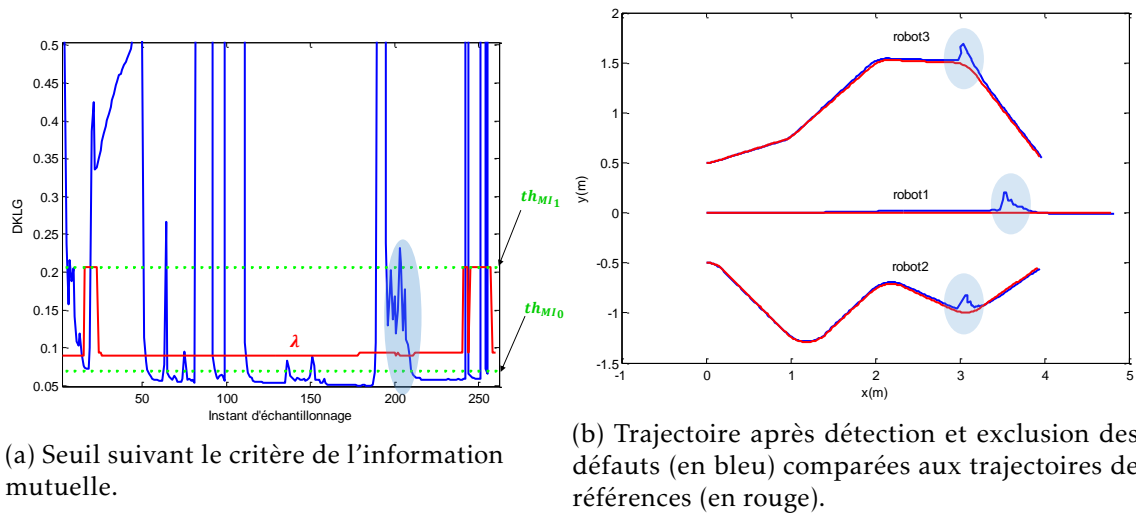 0.5
0.45
0.4
0.35
0.3
0.25
0.2
0.15
0.1
0.05
DKLG
50
100
150
200
250
Instant d'échantillonnage
λ
th_MI1
th_MI0
2
1.5
1
0.5
0
-0.5
-1
-1.5
y(m)
-1
0
1
2
3
4
5
x(m)
robot3
robot1
robot2
(a) Seuil suivant le critère de l'information
mutuelle.
(b) Trajectoire après détection et exclusion des
défauts (en bleu) comparées aux trajectoires de
références (en rouge).